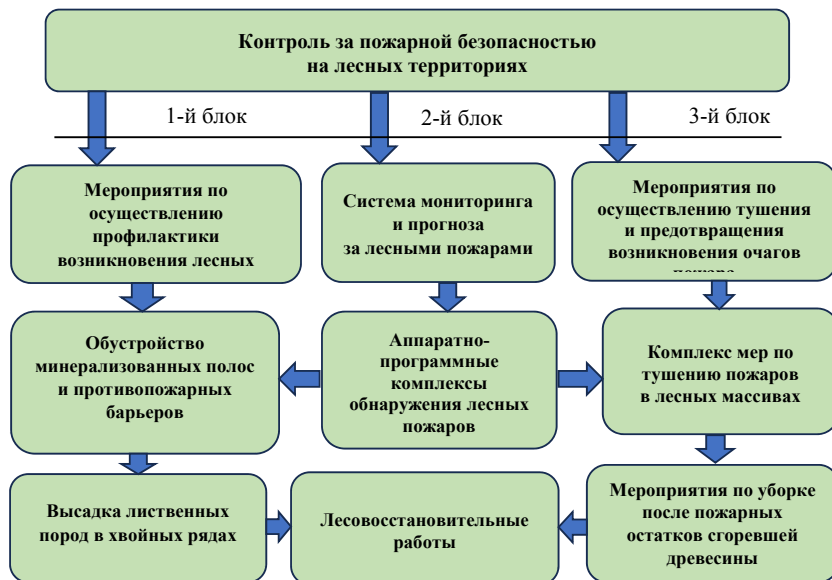 Контроль за пожарной безопасностью
на лесных территориях
1-й блок
2-й блок
3-й блок
Мероприятия по
осуществлению
профилактики
возникновения лесных
Система мониторинга
и прогноза
за лесными пожарами
Мероприятия по
осуществлению тушения
и предотвращения
возникновения очагов
Обустройство
минерализованных полос
и противопожарных
барьеров
Аппаратно-
программные
комплексы
обнаружения лесных
пожаров
Комплекс мер по
тушению пожаров
в лесных массивах
Высадка лиственных
пород в хвойных рядах
Лесовосстановительные
работы
Мероприятия по уборке
после пожарных
остатков сгоревшей
древесины